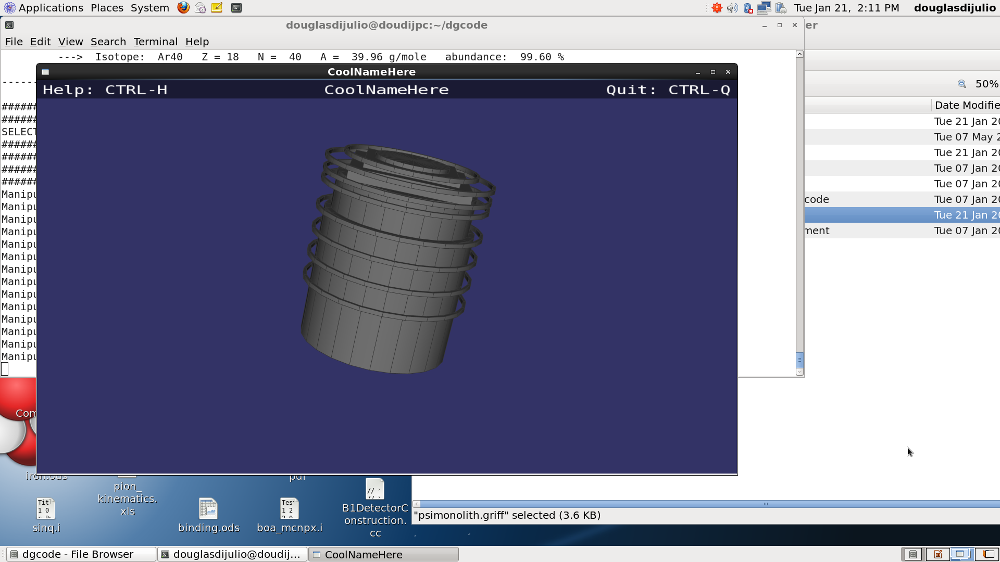 Applications Places System Tue Jan 21, 2:11 PM douglasdijulio
douglasdijulio@doudijpc:~/dgcode
File Edit View Search Terminal Help
---> Isotope: Ar40 Z = 18 N = 40 A = 39.96 g/mole abundance: 99.60 %
CoolNameHere
Help: CTRL-H CoolNameHere Quit: CTRL-Q
------
######
######
SELECT
######
######
######
######
Manipu
Manipu
Manipu
Manipu
Manipu
Manipu
Manipu
Manipu
Manipu
Manipu
Manipu
Manipu
Manipu
Manipu
er
50%
Date Modifie
Tue 21 Jan 20
Tue 07 May 2
Tue 21 Jan 20
Tue 07 Jan 20
Tue 07 Jan 20
code Tue 07 Jan 20
Tue 21 Jan 20
ment Tue 07 Jan 20
Com
iron.ods
pion_
kinematics.
xls
pdf
sinq.i
binding.ods
boa_mcnpx.i
B1DetectorC
onstruction.
cc
"psimonolith.griff" selected (3.6 KB)
dgcode - File Browser
douglasdijulio@doudij...
CoolNameHere